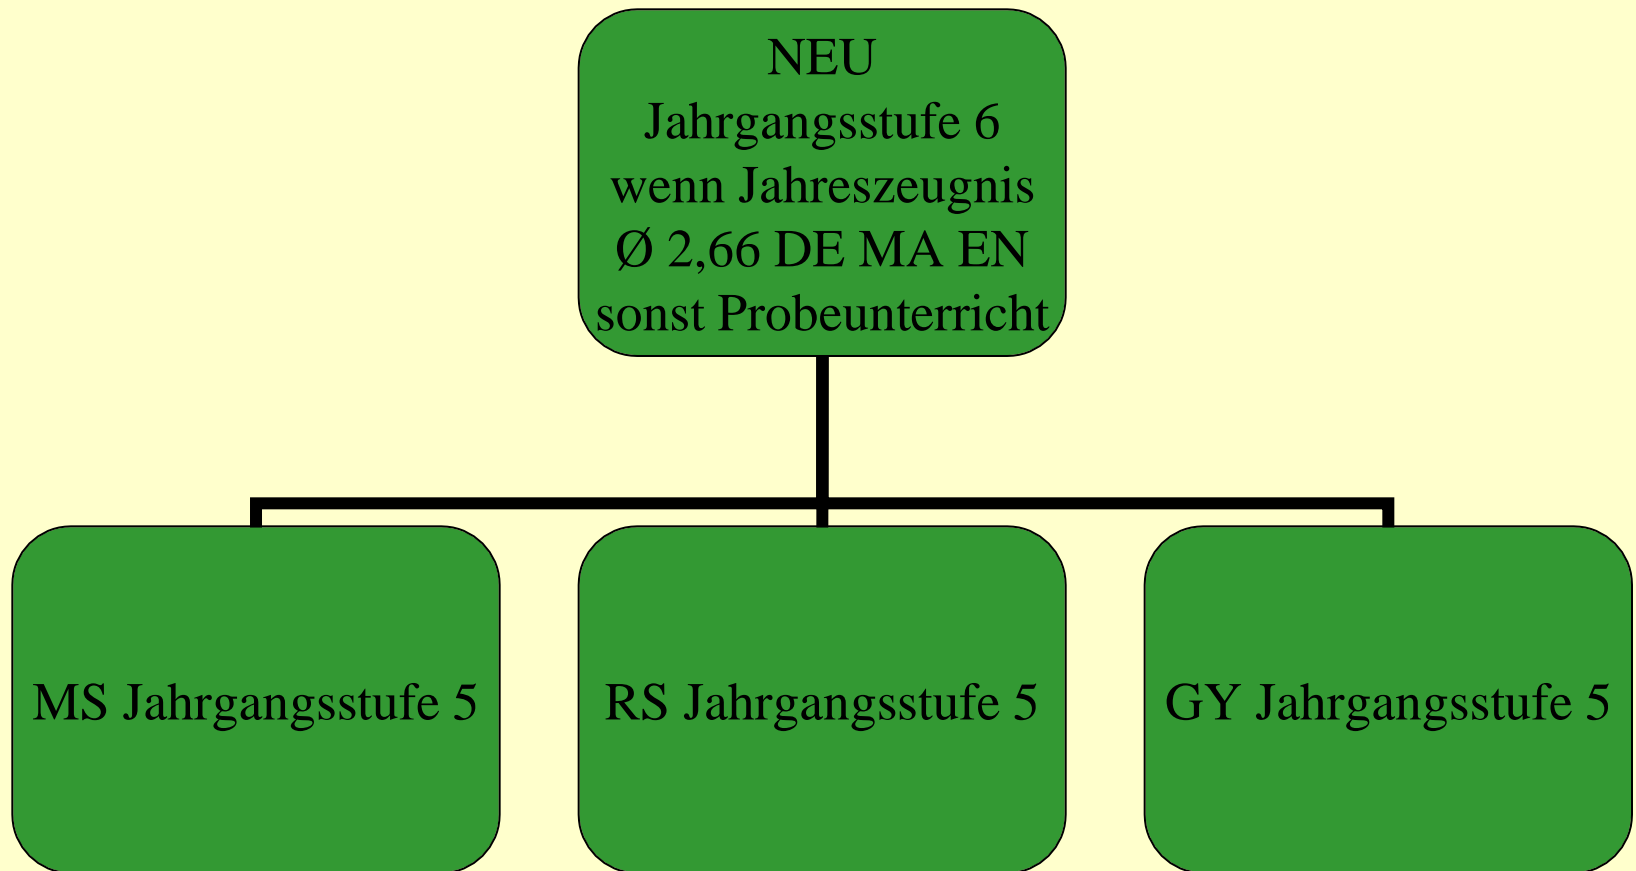 NEU
Jahrgangsstufe 6
wenn Jahreszeugnis
Ø 2,66 DE MA EN
sonst Probeunterricht
MS Jahrgangsstufe 5
RS Jahrgangsstufe 5
GY Jahrgangsstufe 5